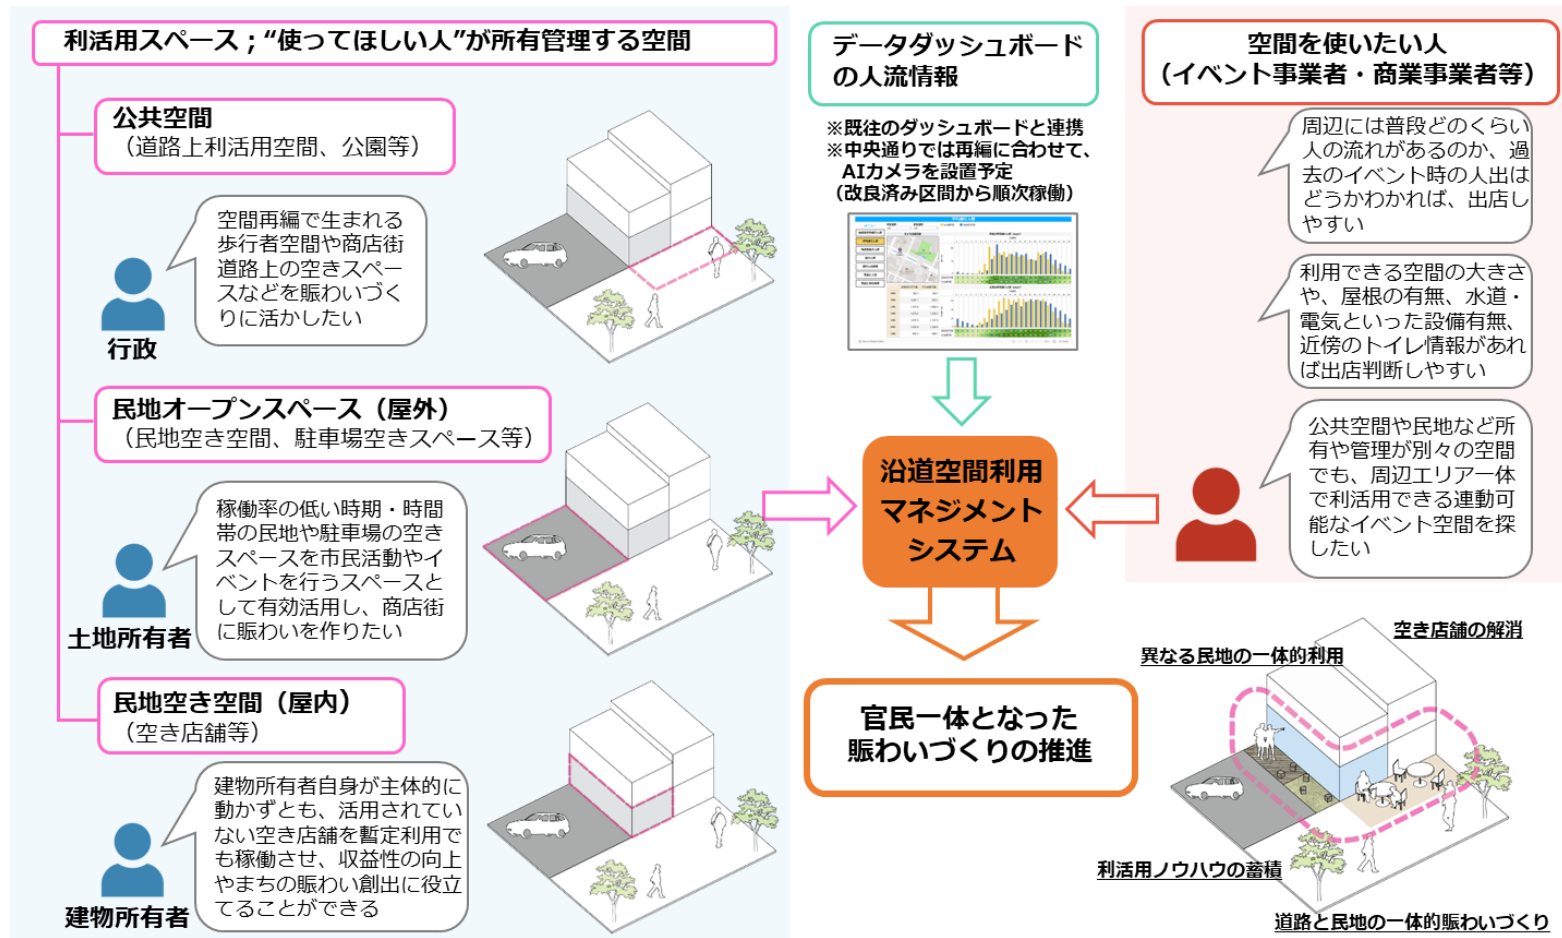 利活用スペース；“使ってほしい人”が所有管理する空間
公共空間
（道路上利活用空間、公園等）
空間再編で生まれる
歩行者空間や商店街
道路上の空きスペー
スなどを賑わいづく
りに活かしたい
行政
民地オープンスペース（屋外）
（民地空き空間、駐車場空きスペース等）
稼働率の低い時期・時間
帯の民地や駐車場の空き
スペースを市民活動やイ
ベントを行うスペースと
して有効活用し、商店街
に賑わいを作りたい
土地所有者
民地空き空間（屋内）
（空き店舗等）
建物所有者自身が主体的に
動かずとも、活用されてい
ない空き店舗を暫定利用で
も稼働させ、収益性の向上
やまちの賑わい創出に役立
てることができる
建物所有者
データダッシュボード
の人流情報
※既往のダッシュボードと連携
※中央通りでは再編に合わせて、
AIカメラを設置予定
（改良済み区間から順次稼働）
沿道空間利用
マネジメント
システム
官民一体となった
賑わいづくりの推進
空間を使いたい人
（イベント事業者・商業事業者等）
周辺には普段どのくらい
人の流れがあるのか、過
去のイベント時の人出は
どうかわかれば、出店し
やすい
利用できる空間の大きさ
や、屋根の有無、水道・
電気といった設備有無、
近傍のトイレ情報があれ
ば出店判断しやすい
公共空間や民地など所
有や管理が別々の空間
でも、周辺エリア一体
で利活用できる連動可
能なイベント空間を探
したい
空き店舗の解消
異なる民地の一体的利用
利活用ノウハウの蓄積
道路と民地の一体的賑わいづくり